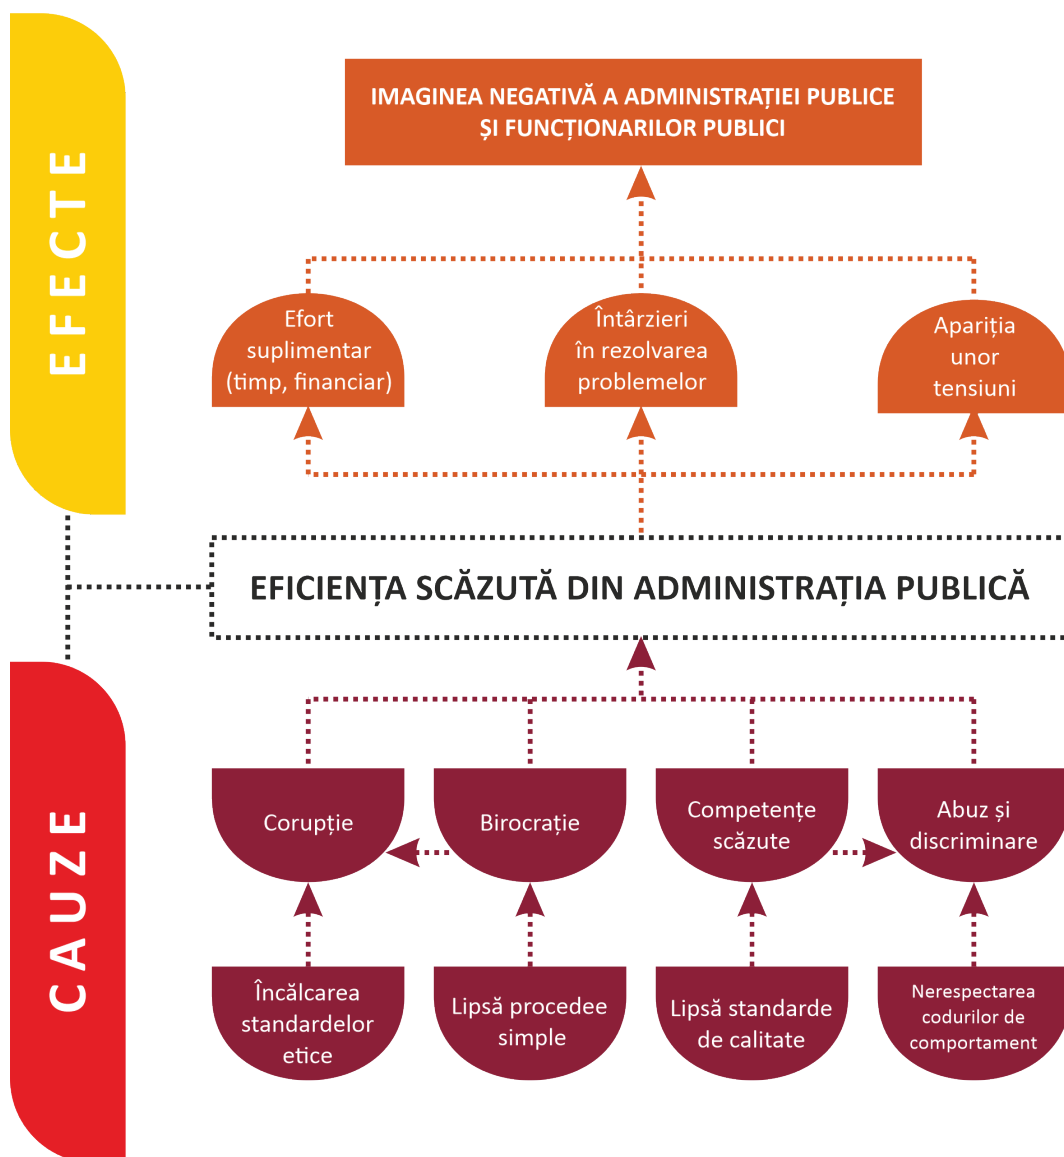 EFECTE
IMAGINEA NEGATIVĂ A ADMINISTRAȚIEI PUBLICE
ȘI FUNCȚIONARILOR PUBLICI
Efort
suplimentar
(timp, financiar)
Întârzieri
în rezolvarea
problemelor
Apariția
unor
tensiuni
EFICIENȚA SCĂZUTĂ DIN ADMINISTRAȚIA PUBLICĂ
CAUZE
Corupție
Birocrație
Competențe
scăzute
Abuz și
discriminare
Încălcarea
standardelor
etice
Lipsă procedee
simple
Lipsă standarde
de calitate
Nerespectarea
codurilor de
comportament